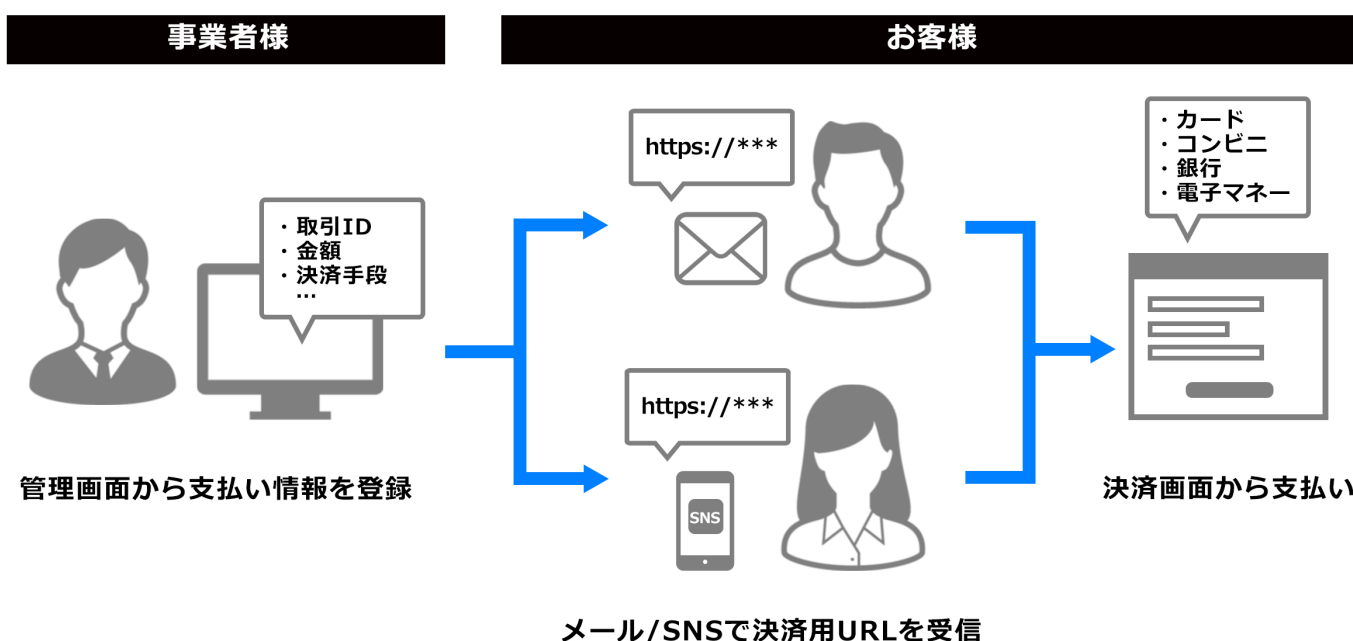 事業者様
お客様
・取引ID
・金額
・決済手段
…
管理画面から支払い情報を登録
https://***
https://***
SNS
メール/SNSで決済用URLを受信
・カード
・コンビニ
・銀行
・電子マネー
決済画面から支払い